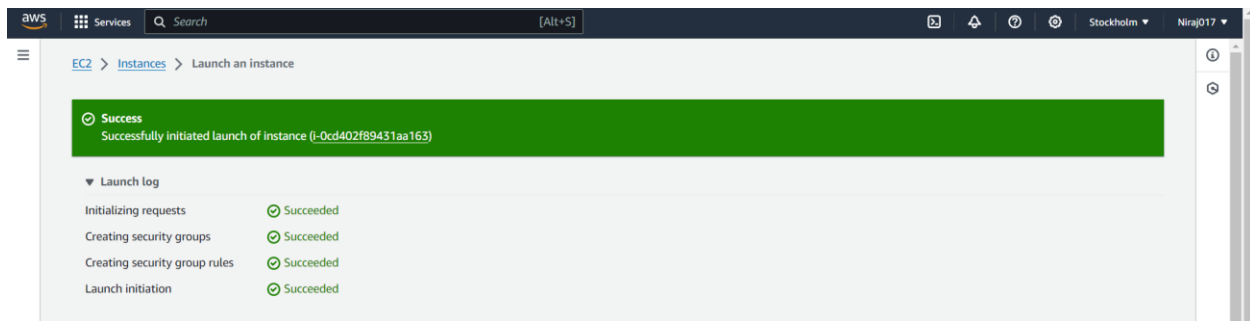 aws Services Search [Alt+S] Stockholm ▼ Niraj017 ▼
EC2 > Instances > Launch an instance
Success
Successfully initiated launch of instance (i-0cd402f89431aa163)
▼ Launch log
Initializing requests Succeeded
Creating security groups Succeeded
Creating security group rules Succeeded
Launch initiation Succeeded